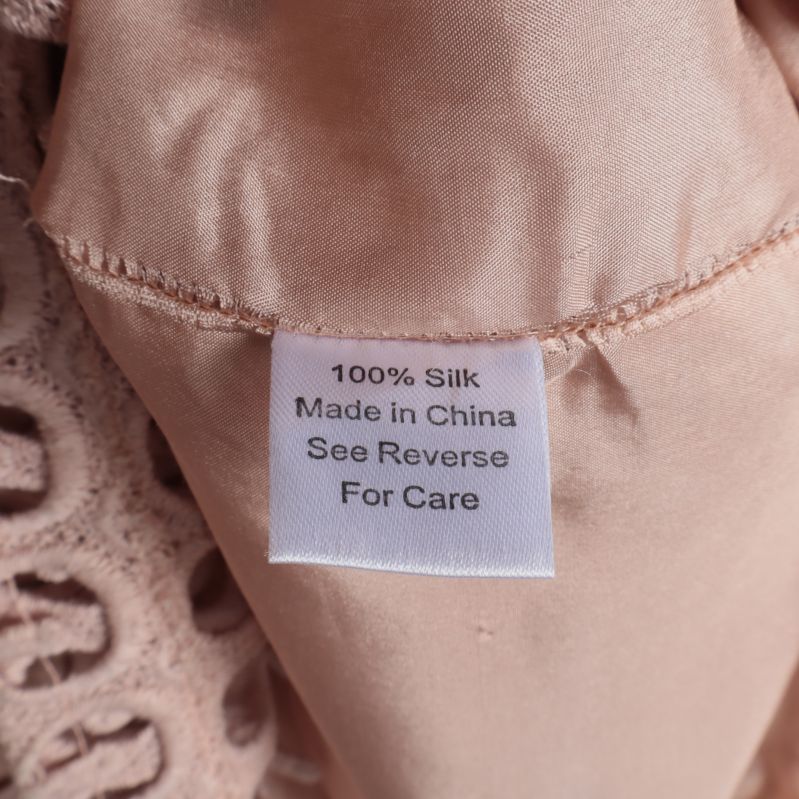 100% Silk
Made in China
See Reverse
For Care